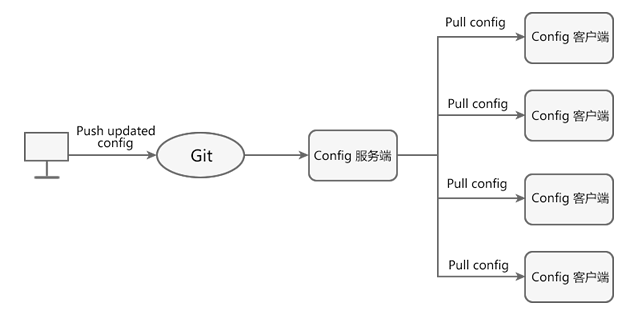 Push updated
config
Git
Config 服务端
Pull config
Config 客户端
Pull config
Config 客户端
Pull config
Config 客户端
Pull config
Config 客户端